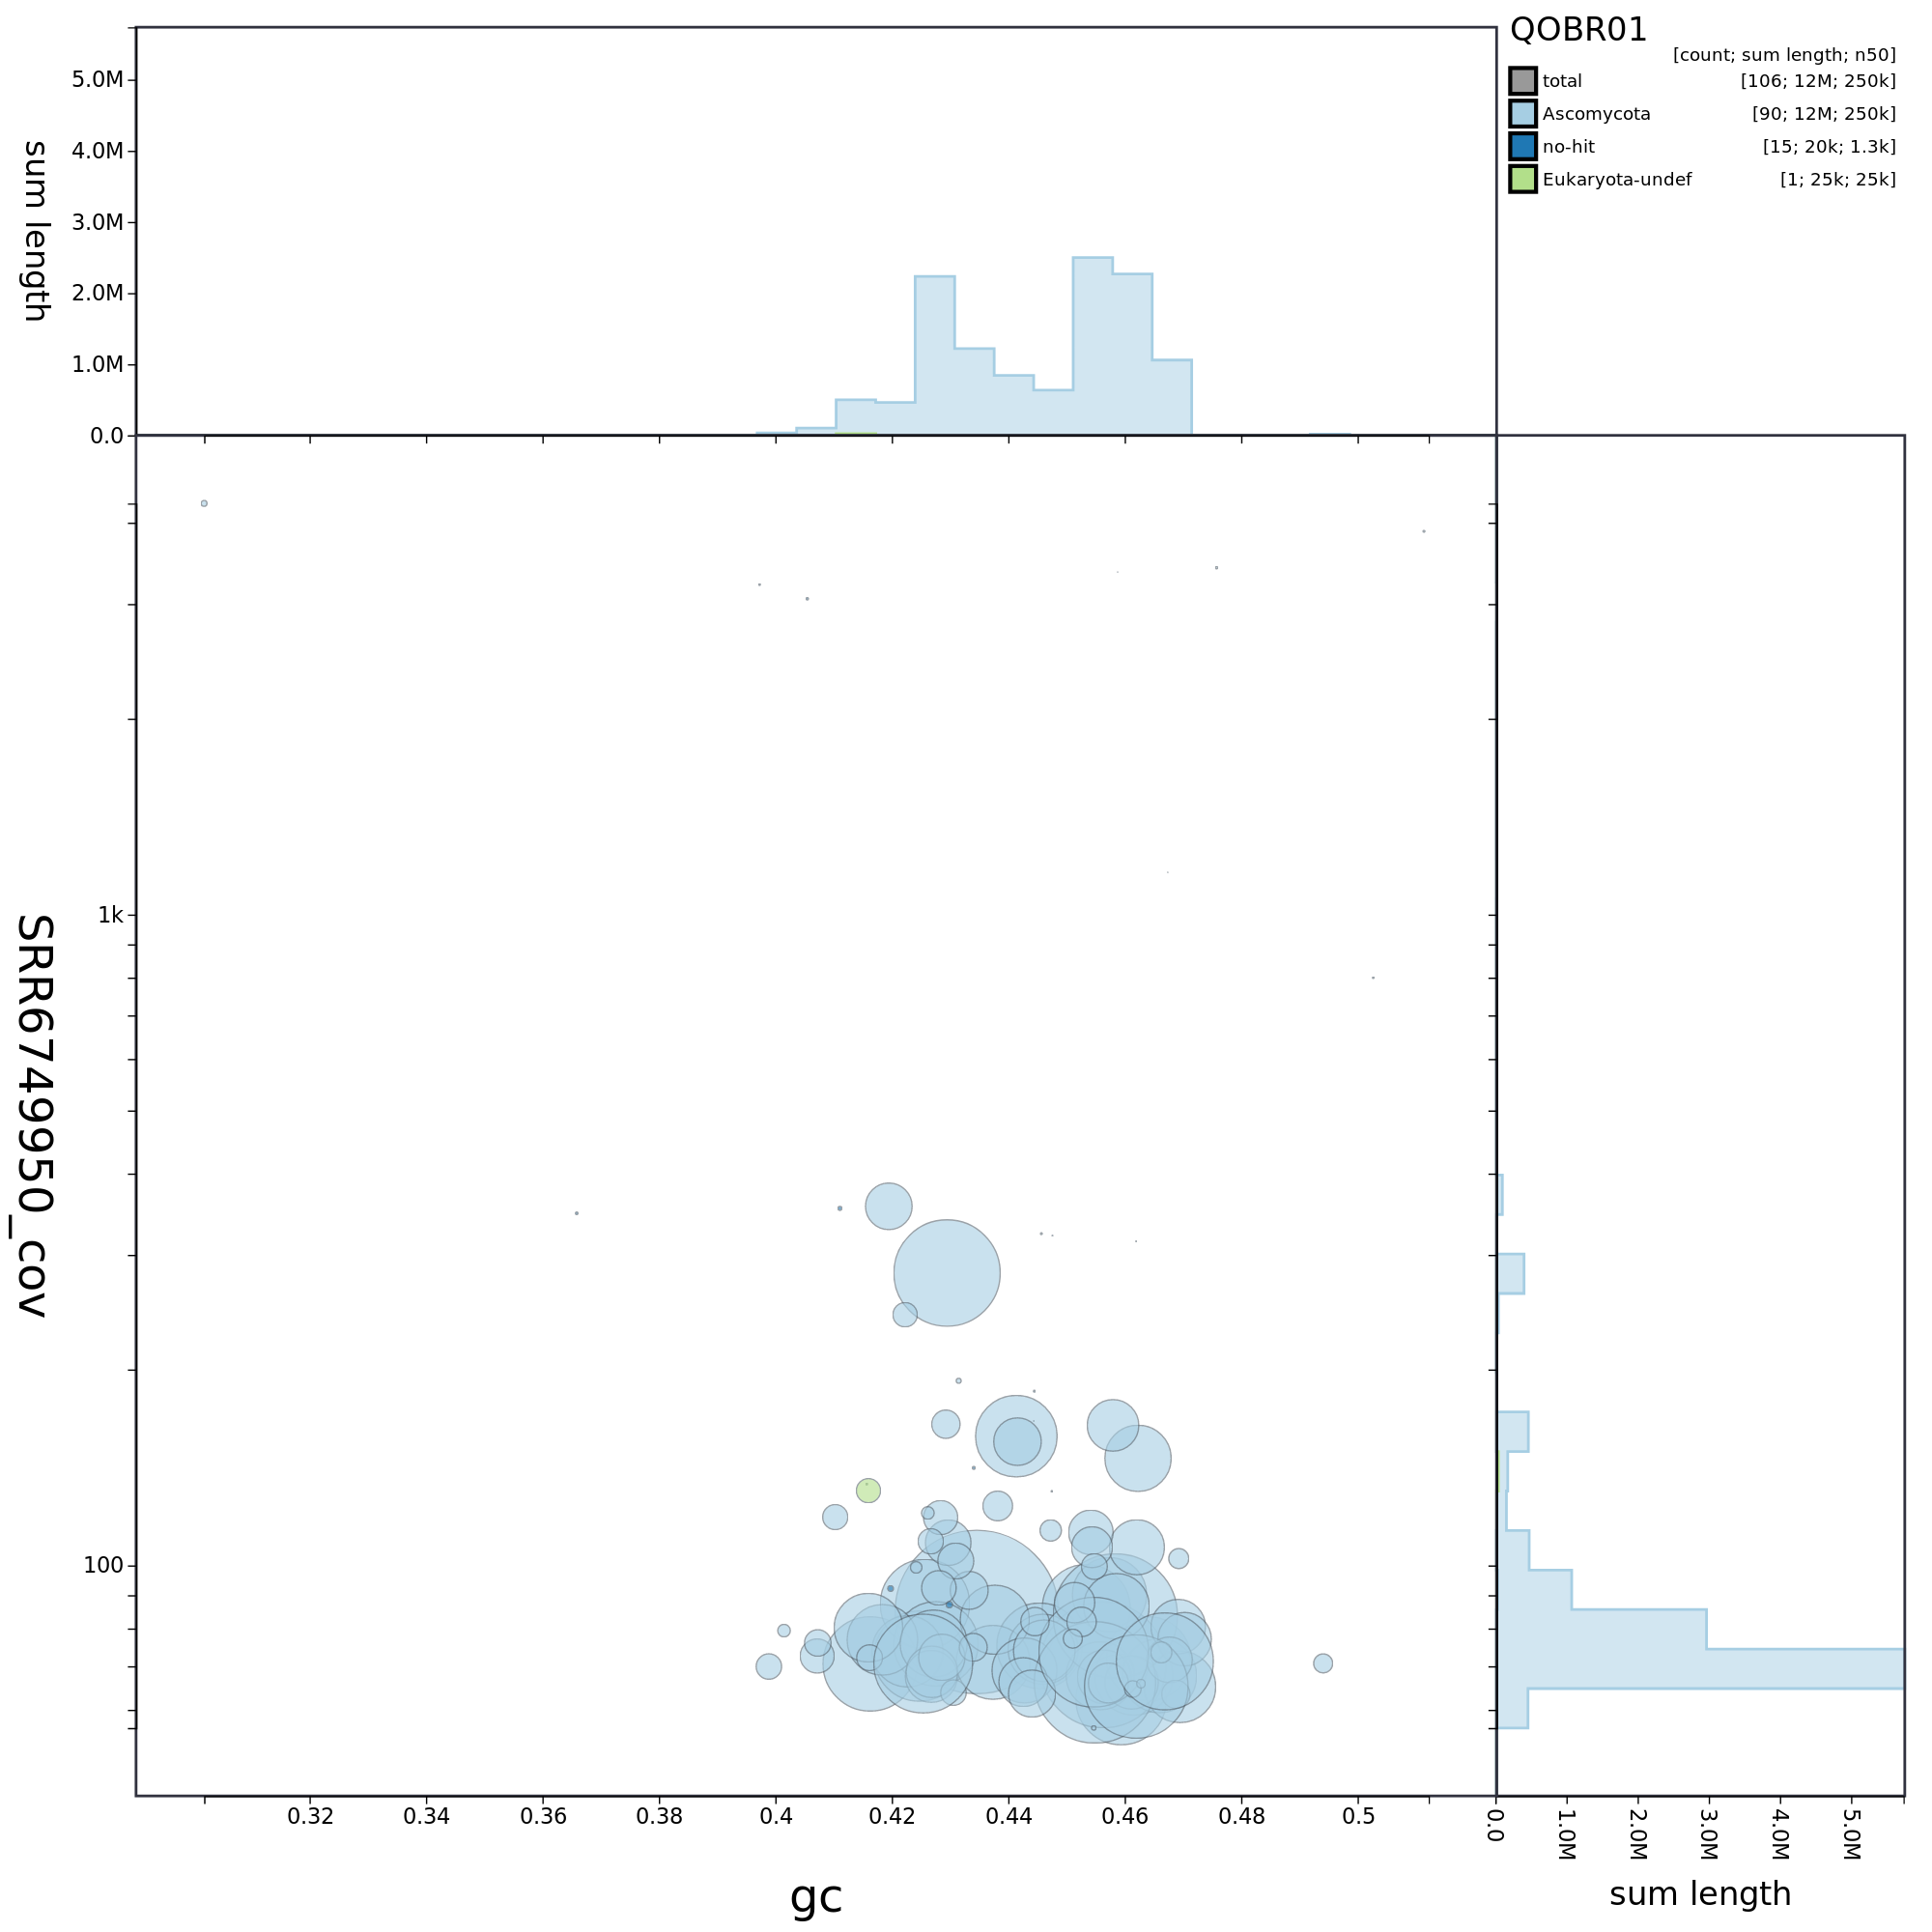 QOBR01
[count; sum length; n50]
total [106; 12M; 250k]
Ascomycota [90; 12M; 250k]
no-hit [15; 20k; 1.3k]
Eukaryota-undef [1; 25k; 25k]
sum length
5.0M
4.0M
3.0M
2.0M
1.0M
0.0
SRR6749950_cov
1k
100
0.32 0.34 0.36 0.38 0.4 0.42 0.44 0.46 0.48 0.5
gc
0.0 1.0M 2.0M 3.0M 4.0M 5.0M
sum length